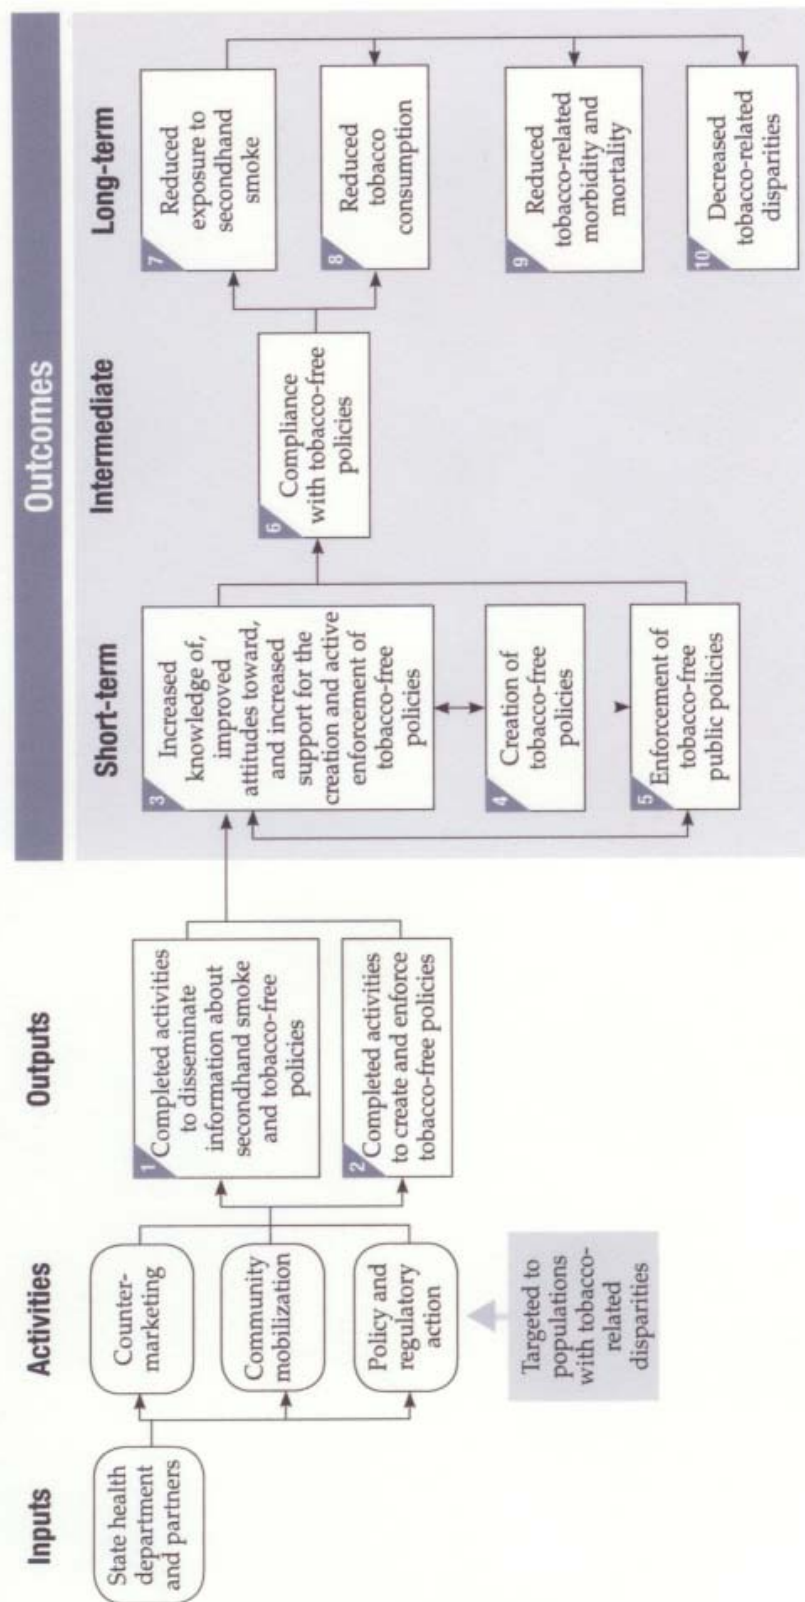 Outcomes
Inputs
Activities
Outputs
Short-term
Intermediate
Long-term
State health
department
and partners
Counter-
marketing
Community
mobilization
Policy and
regulatory
action
Targeted to
populations
with tobacco-
related
disparities
1
Completed activities
to disseminate
information about
secondhand smoke
and tobacco-free
policies
2
Completed activities
to create and enforce
tobacco-free policies
3
Increased
knowledge of,
improved
attitudes toward,
and increased
support for the
creation and active
enforcement of
tobacco-free
policies
4
Creation of
tobacco-free
policies
5
Enforcement of
tobacco-free
public policies
6
Compliance
with tobacco-free
policies
7
Reduced
exposure to
secondhand
smoke
8
Reduced
tobacco
consumption
9
Reduced
tobacco-related
morbidity and
mortality
10
Decreased
tobacco-related
disparities